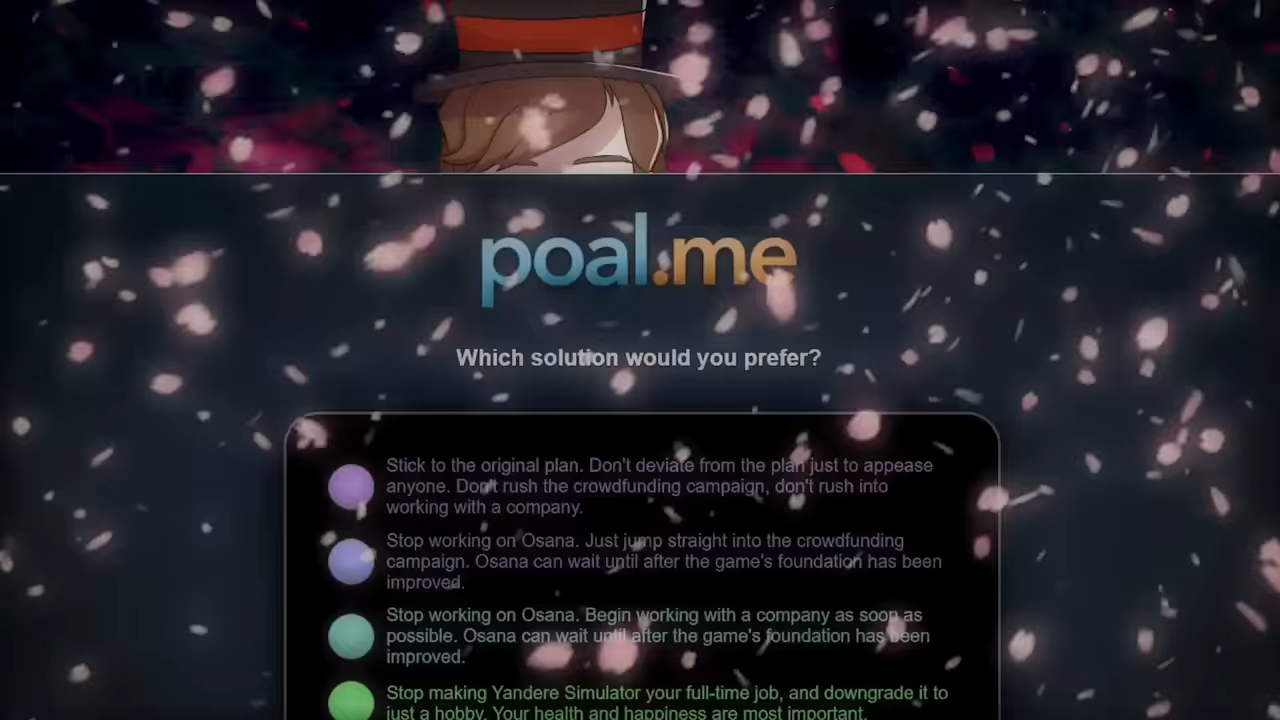 poal.me
Which solution would you prefer?
Stick to the original plan. Don't deviate from the plan just to appease
anyone. Don't rush the crowdfunding campaign, don't rush into
working with a company.
Stop working on Osana. Just jump straight into the crowdfunding
campaign. Osana can wait until after the game's foundation has been
improved.
Stop working on Osana. Begin working with a company as soon as
possible. Osana can wait until after the game's foundation has been
improved.
Stop making Yandere Simulator your full-time job, and downgrade it to
just a hobby. Your health and happiness are most important.